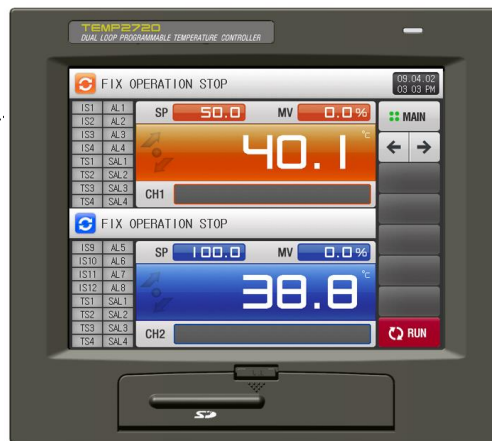 TEMP2720
DUAL LOOP PROGRAMMABLE TEMPERATURE CONTROLLER
FIX OPERATION STOP
09.04.02
03 03 PM
IS1 AL1
IS2 AL2
IS3 AL3
IS4 AL4
TS1 SAL1
TS2 SAL2
TS3 SAL3
TS4 SAL4
SP 50.0 MV 0.0%
40.1 ℃
CH1
MAIN
FIX OPERATION STOP
IS9 AL5
IS10 AL6
IS11 AL7
IS12 AL8
TS1 SAL1
TS2 SAL2
TS3 SAL3
TS4 SAL4
SP 100.0 MV 0.0%
38.8 ℃
CH2
RUN
SD